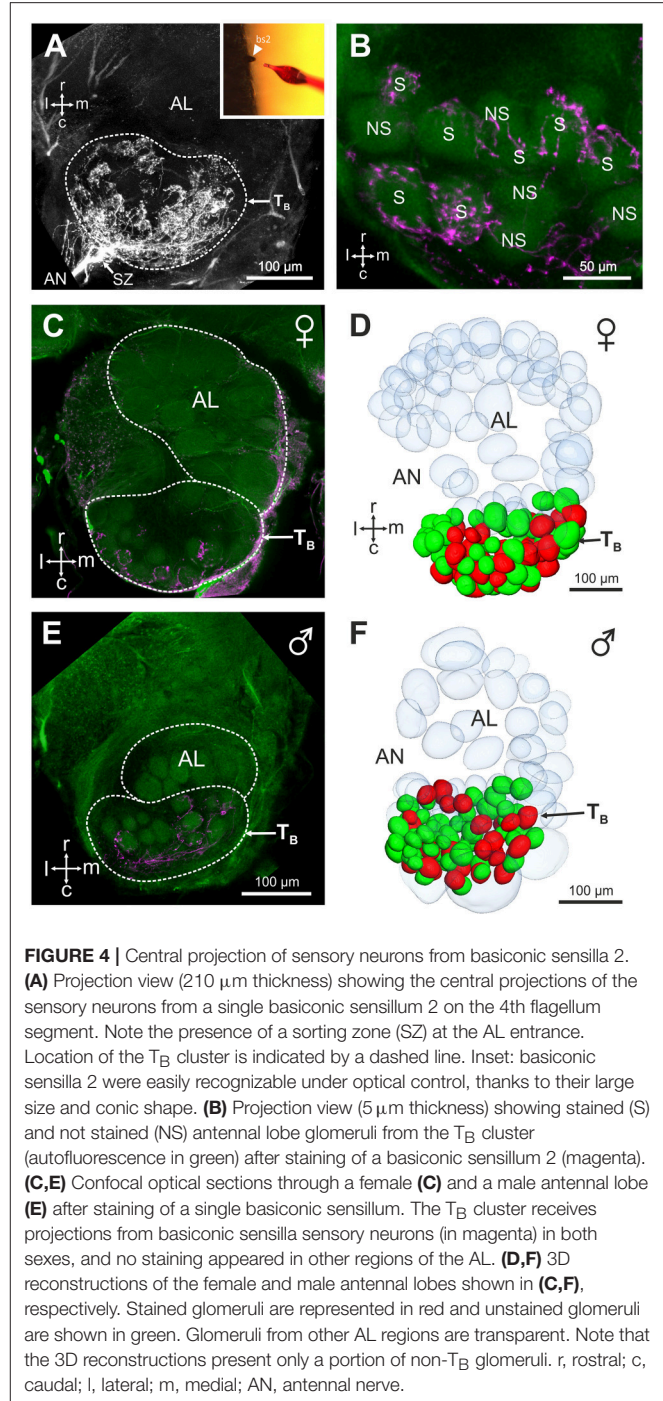 A
bs2
r
l m
c
AL
T_B
AN
SZ
100 µm
B
S
NS
NS
S
S
S
S
NS
S
S
NS
NS
r
l m
c
50 µm
C
♀
AL
r
l m
c
T_B
100 µm
D
♀
AL
AN
r
l m
c
T_B
100 µm
E
♂
AL
r
l m
c
T_B
100 µm
F
♂
AL
AN
T_B
100 µm
FIGURE 4 | Central projection of sensory neurons from basiconic sensilla 2.
(A) Projection view (210 µm thickness) showing the central projections of the
sensory neurons from a single basiconic sensillum 2 on the 4th flagellum
segment. Note the presence of a sorting zone (SZ) at the AL entrance.
Location of the T_B cluster is indicated by a dashed line. Inset: basiconic
sensilla 2 were easily recognizable under optical control, thanks to their large
size and conic shape. (B) Projection view (5 µm thickness) showing stained (S)
and not stained (NS) antennal lobe glomeruli from the T_B cluster
(autofluorescence in green) after staining of a basiconic sensillum 2 (magenta).
(C,E) Confocal optical sections through a female (C) and a male antennal lobe
(E) after staining of a single basiconic sensillum. The T_B cluster receives
projections from basiconic sensilla sensory neurons (in magenta) in both
sexes, and no staining appeared in other regions of the AL. (D,F) 3D
reconstructions of the female and male antennal lobes shown in (C,F),
respectively. Stained glomeruli are represented in red and unstained glomeruli
are shown in green. Glomeruli from other AL regions are transparent. Note that
the 3D reconstructions present only a portion of non-T_B glomeruli. r, rostral; c,
caudal; l, lateral; m, medial; AN, antennal nerve.